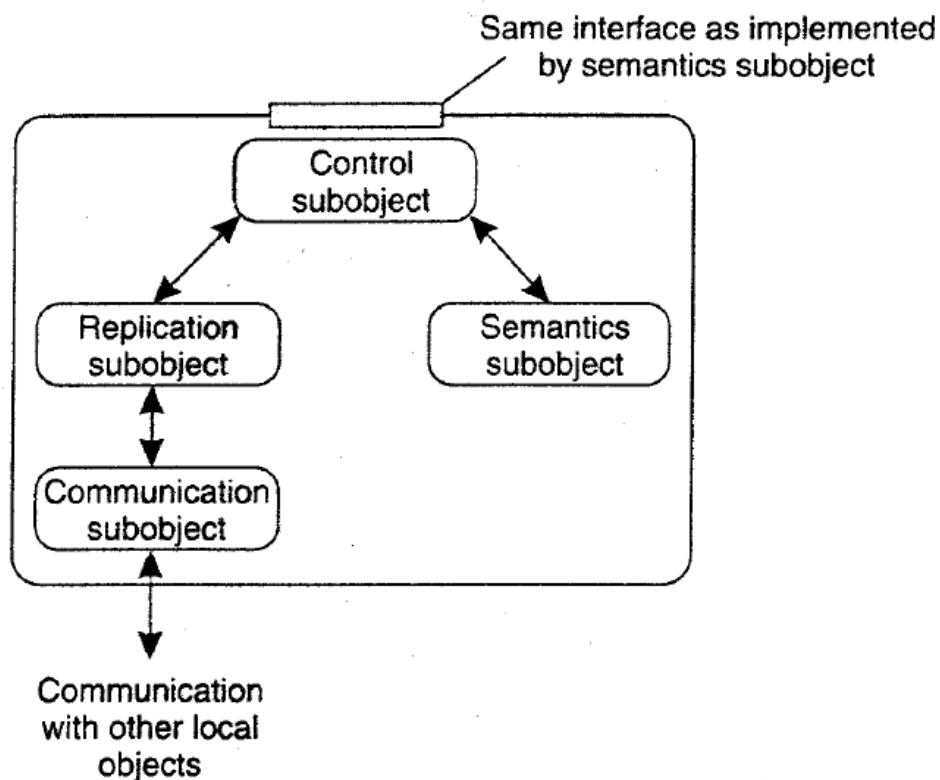 Same interface as implemented
by semantics subobject
Control
subobject
Replication
subobject
Semantics
subobject
Communication
subobject
Communication
with other local
objects